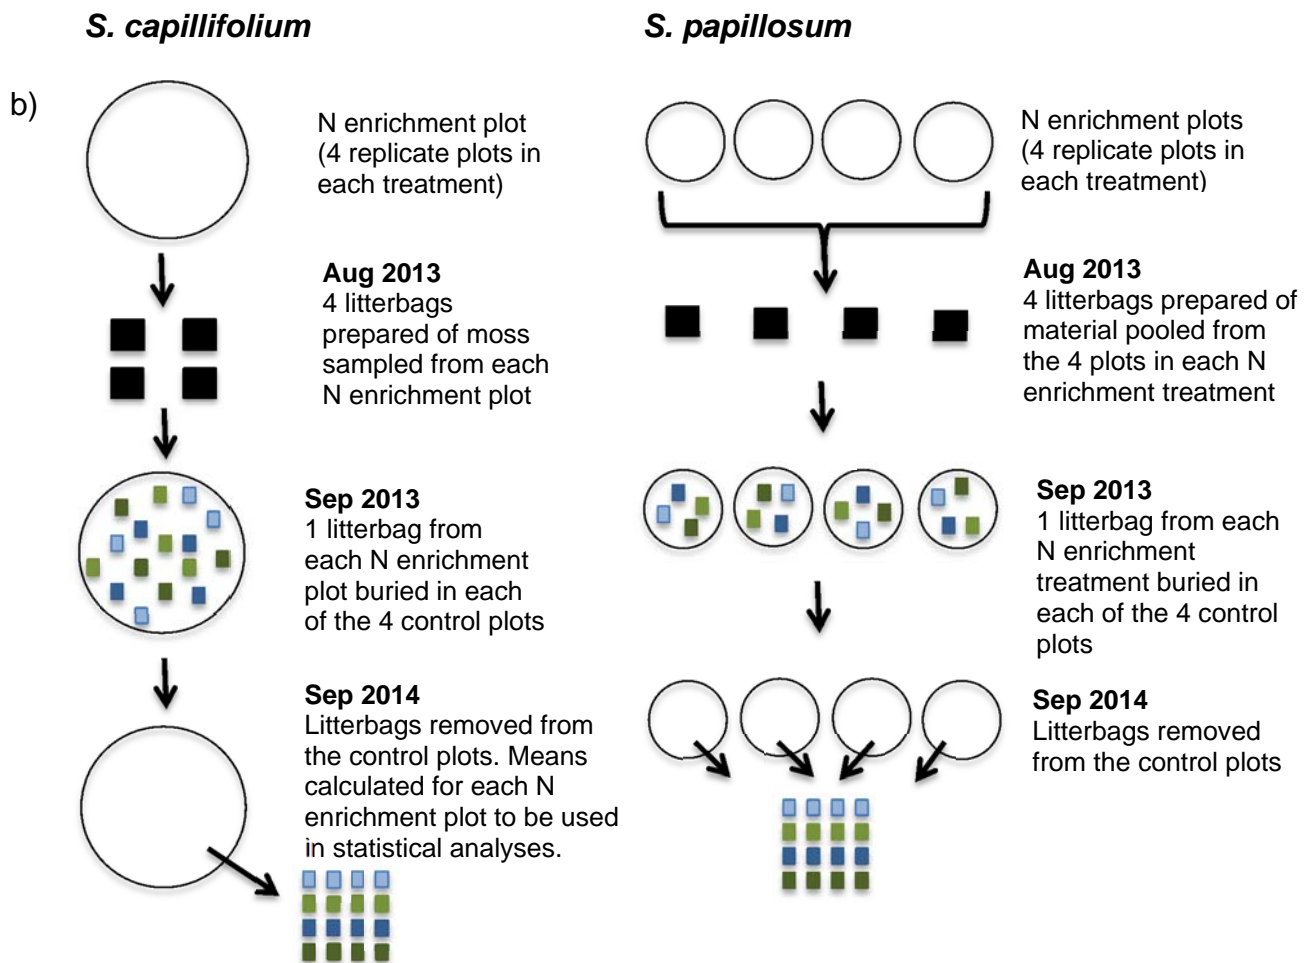 S. capillifolium
S. papillosum
b)
N enrichment plot
(4 replicate plots in
each treatment)
Aug 2013
4 litterbags
prepared of moss
sampled from each
N enrichment plot
Sep 2013
1 litterbag from
each N enrichment
plot buried in each
of the 4 control plots
Sep 2014
Litterbags removed from
the control plots. Means
calculated for each N
enrichment plot to be used
in statistical analyses.
N enrichment plots
(4 replicate plots in
each treatment)
Aug 2013
4 litterbags prepared of
material pooled from
the 4 plots in each N
enrichment treatment
Sep 2013
1 litterbag from each
N enrichment
treatment buried in
each of the 4 control
plots
Sep 2014
Litterbags removed
from the control plots